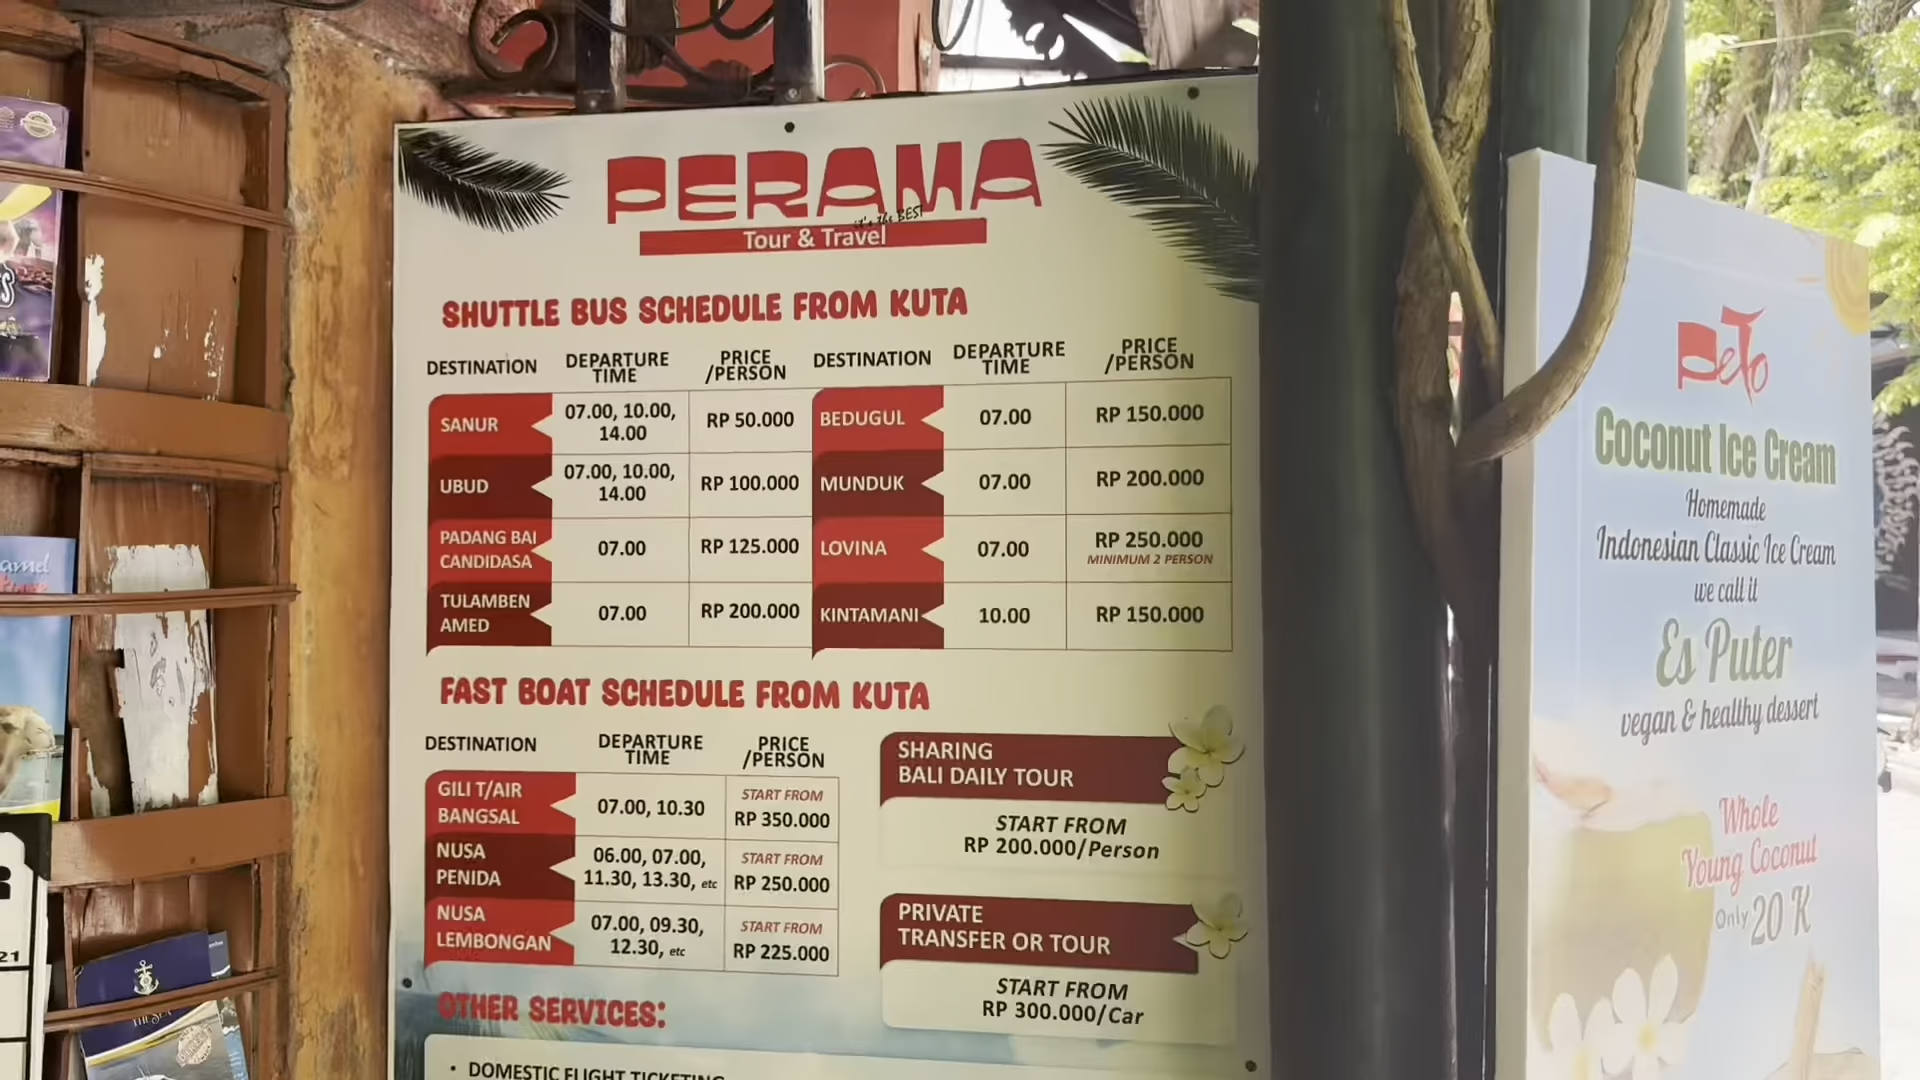 PERAMA
it's the BEST
Tour & Travel
SHUTTLE BUS SCHEDULE FROM KUTA
DESTINATION DEPARTURE TIME PRICE /PERSON DESTINATION DEPARTURE TIME PRICE /PERSON
SANUR 07.00, 10.00, 14.00 RP 50.000 BEDUGUL 07.00 RP 150.000
UBUD 07.00, 10.00, 14.00 RP 100.000 MUNDUK 07.00 RP 200.000
PADANG BAI CANDIDASA 07.00 RP 125.000 LOVINA 07.00 RP 250.000 MINIMUM 2 PERSON
TULAMBEN AMED 07.00 RP 200.000 KINTAMANI 10.00 RP 150.000
FAST BOAT SCHEDULE FROM KUTA
DESTINATION DEPARTURE TIME PRICE /PERSON
GILI T/AIR BANGSAL 07.00, 10.30 START FROM RP 350.000
NUSA PENIDA 06.00, 07.00, 11.30, 13.30, etc START FROM RP 250.000
NUSA LEMBONGAN 07.00, 09.30, 12.30, etc START FROM RP 225.000
SHARING
BALI DAILY TOUR
START FROM
RP 200.000/Person
PRIVATE
TRANSFER OR TOUR
START FROM
RP 300.000/Car
OTHER SERVICES:
• DOMESTIC FLIGHT TICKETING
PeTo
Coconut Ice Cream
Homemade
Indonesian Classic Ice Cream
we call it
Es Puter
vegan & healthy dessert
Whole
Young Coconut
Only 20 K
amel
21